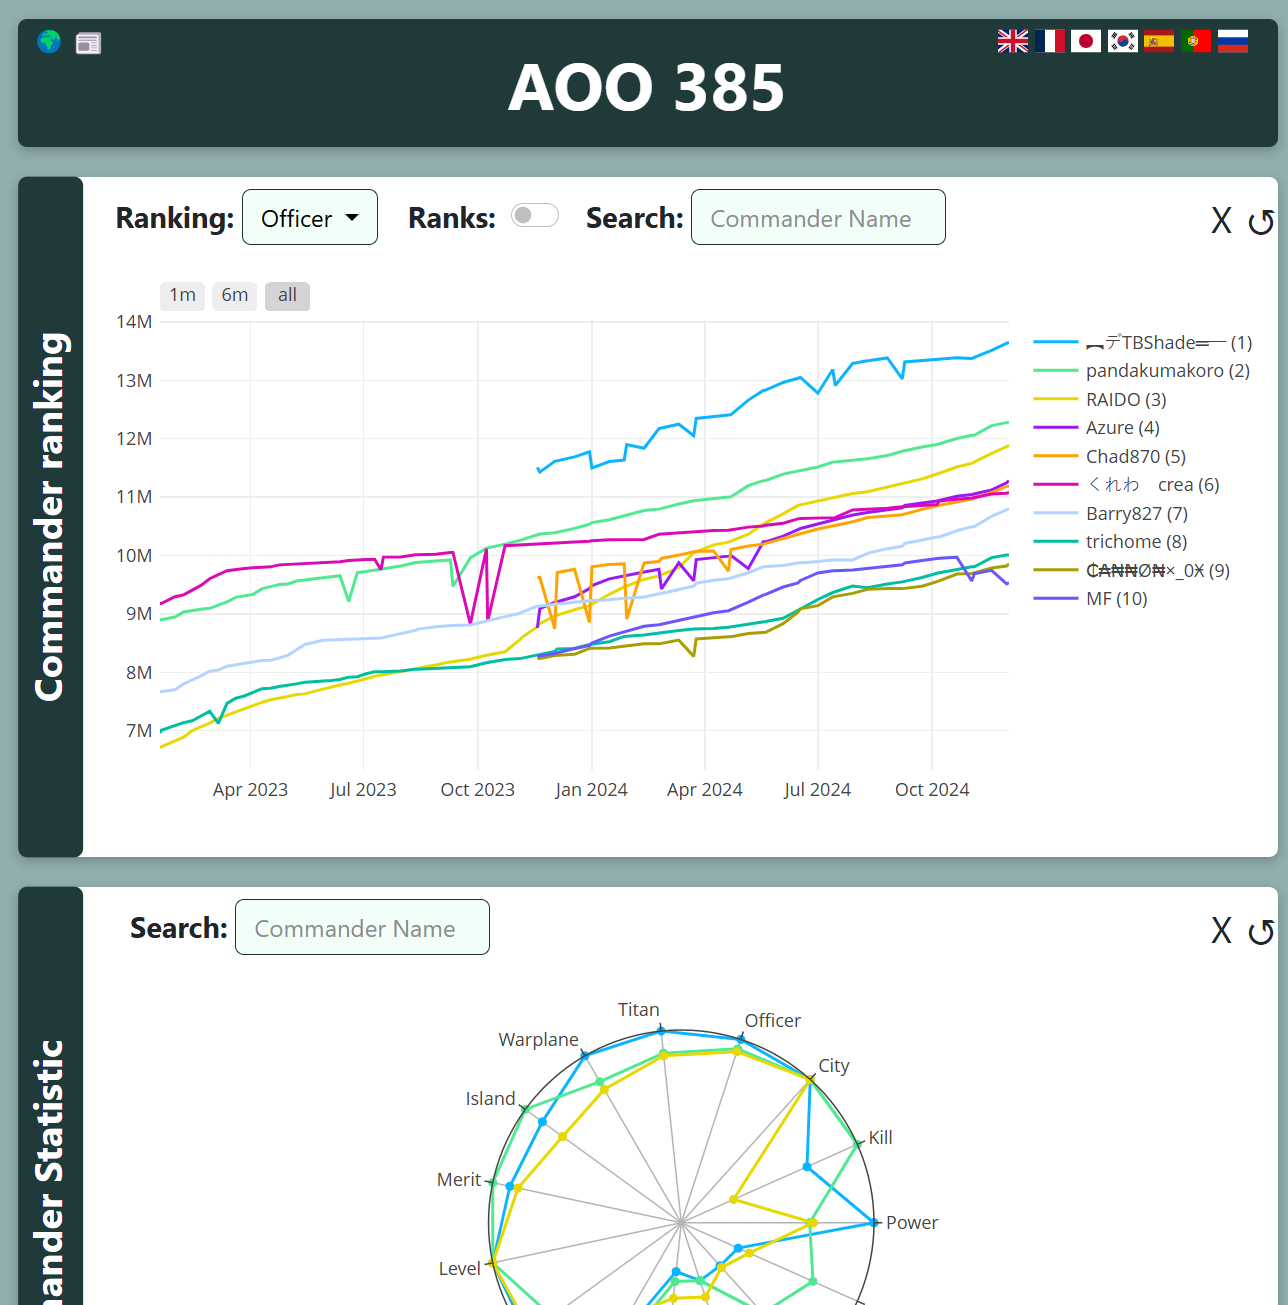 AOO 385
Commander ranking
Ranking: Officer Ranks: Search: Commander Name X ↺
1m 6m all
14M
13M
12M
11M
10M
9M
8M
7M
Apr 2023 Jul 2023 Oct 2023 Jan 2024 Apr 2024 Jul 2024 Oct 2024
︻デTBShade═一 (1)
pandakumakoro (2)
RAIDO (3)
Azure (4)
Chad870 (5)
くれわ　crea (6)
Barry827 (7)
trichome (8)
₵₳₦₦Ø₦×_0Ӿ (9)
MF (10)
mander Statistic
Search: Commander Name X ↺
Titan
Officer
Warplane
City
Island
Kill
Merit
Power
Level